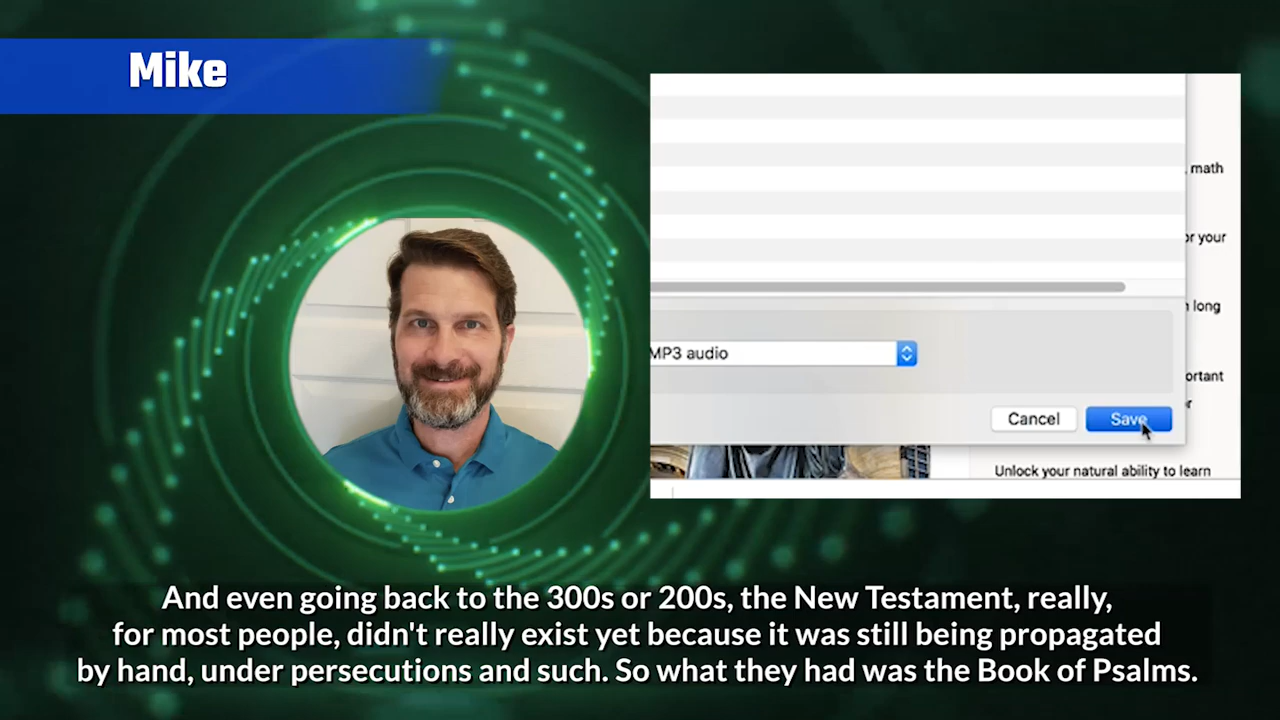 Mike
math
or your
long
MP3 audio
ortant
r
Cancel
Save
Unlock your natural ability to learn
And even going back to the 300s or 200s, the New Testament, really,
for most people, didn't really exist yet because it was still being propagated
by hand, under persecutions and such. So what they had was the Book of Psalms.